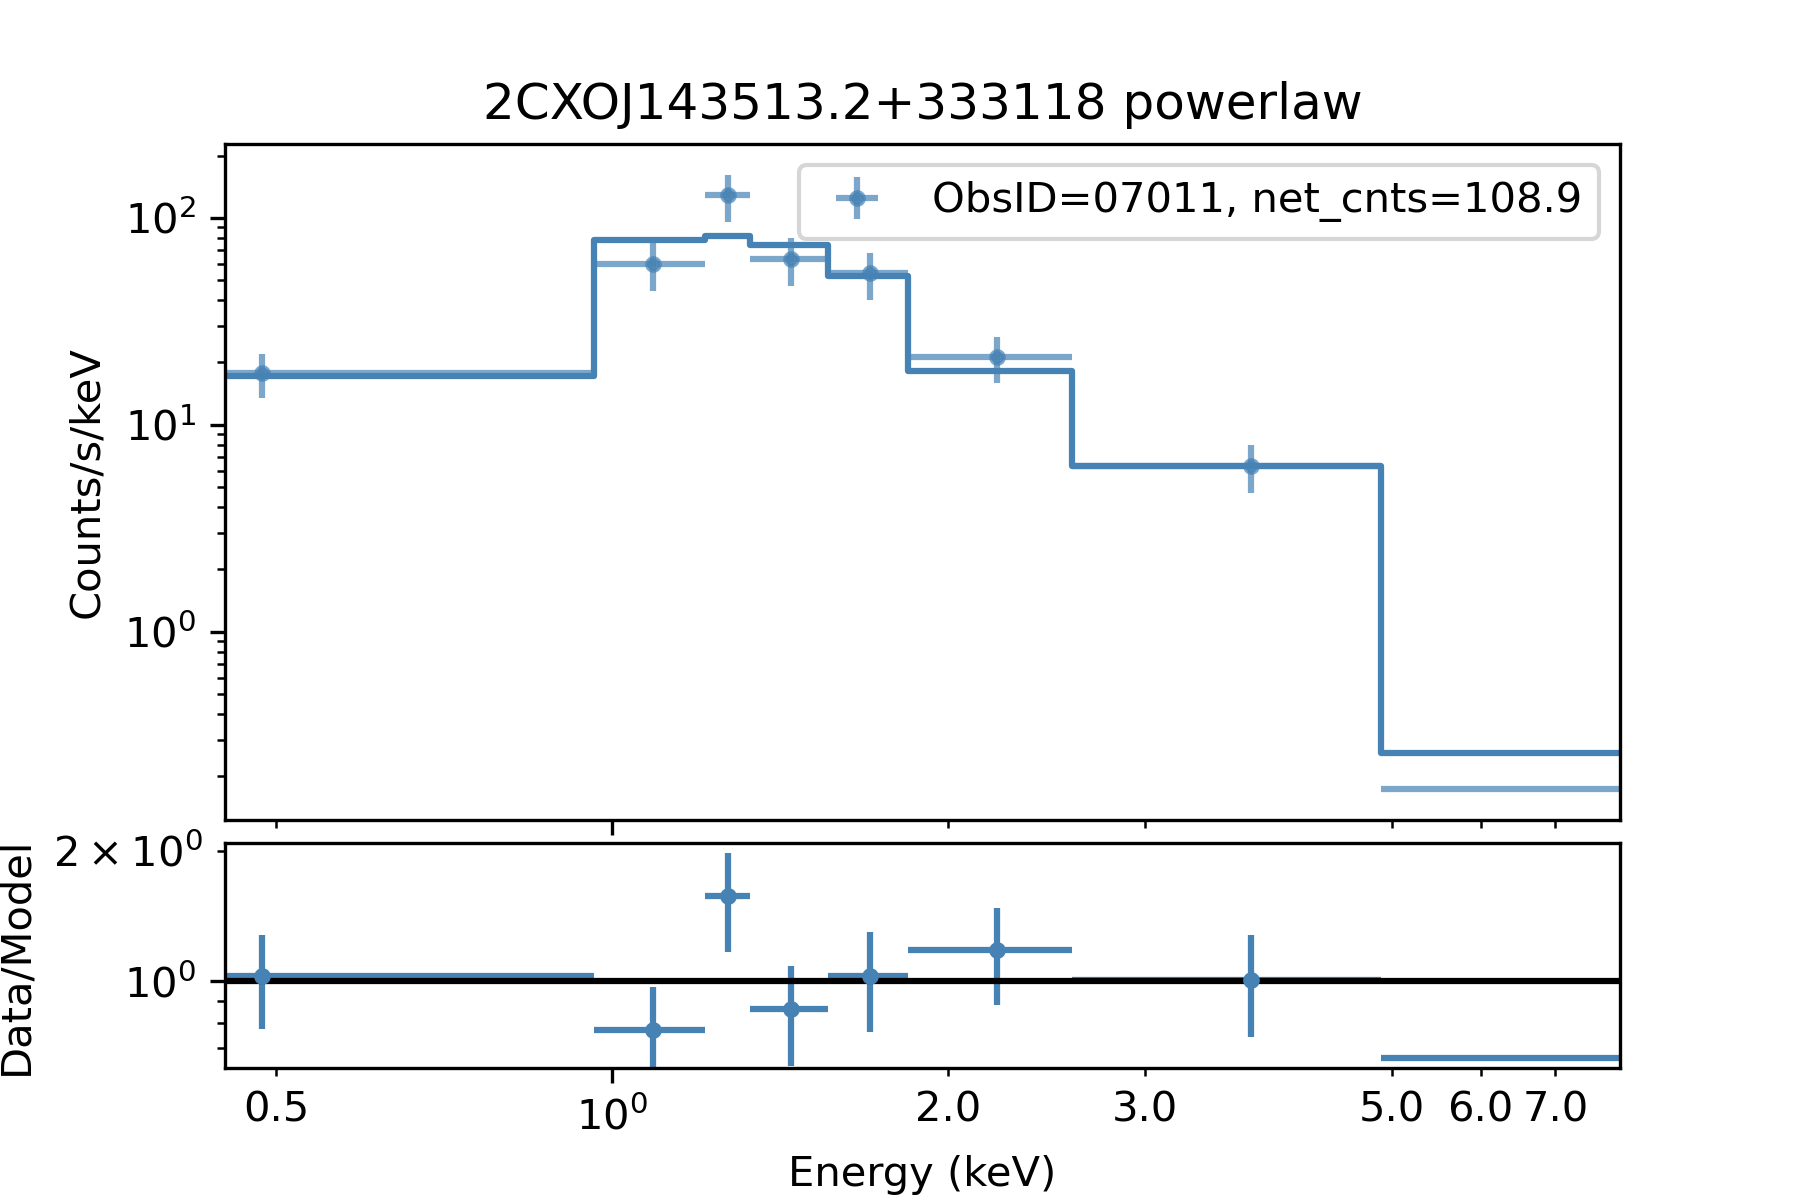 2CXOJ143513.2+333118 powerlaw
ObsID=07011, net_cnts=108.9
Counts/s/keV
10²
10¹
10⁰
Data/Model
2 × 10⁰
10⁰
0.5 10⁰ 2.0 3.0 5.0 6.0 7.0
Energy (keV)